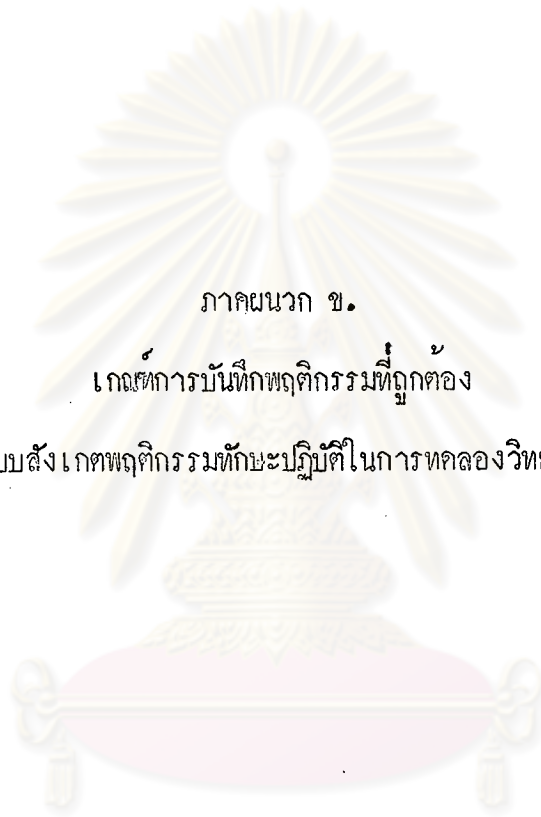 ภาคผนวก ข.
เกณฑ์การบันทึกพฤติกรรมที่ถูกต้อง
บบสังเกตพฤติกรรมทักษะปฏิบัติในการทดลองวิท